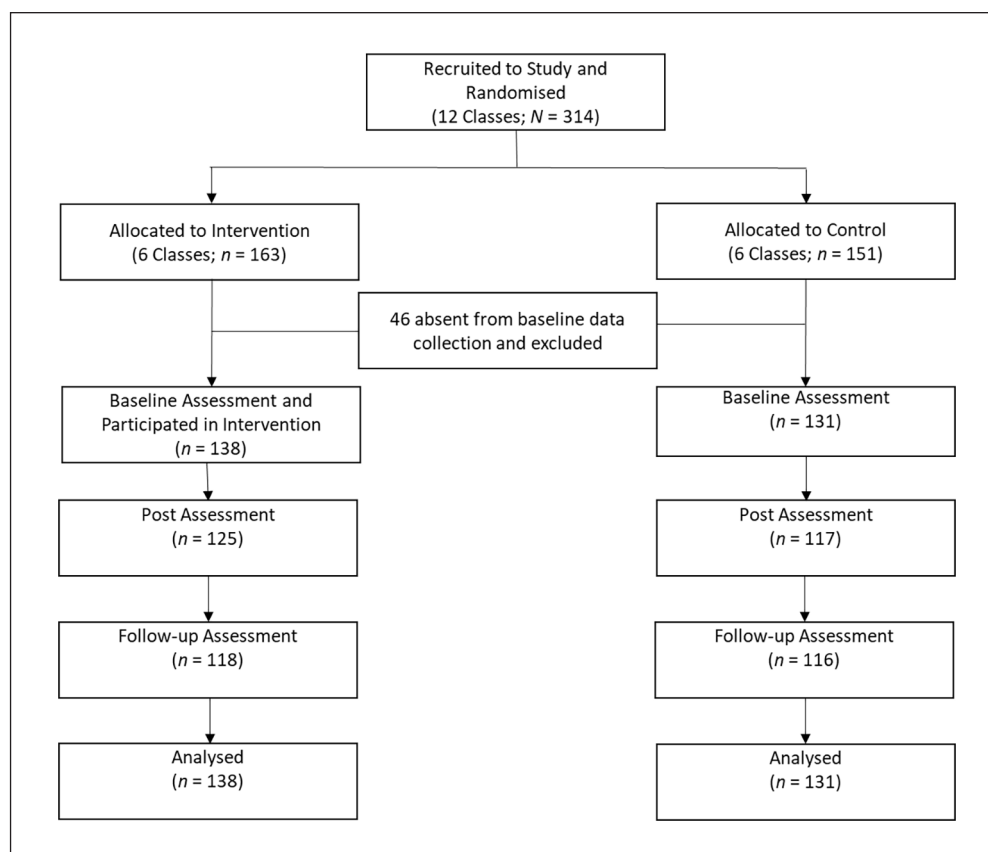 Recruited to Study and
Randomised
(12 Classes; N = 314)
Allocated to Intervention
(6 Classes; n = 163)
Allocated to Control
(6 Classes; n = 151)
46 absent from baseline data
collection and excluded
Baseline Assessment and
Participated in Intervention
(n = 138)
Baseline Assessment
(n = 131)
Post Assessment
(n = 125)
Post Assessment
(n = 117)
Follow-up Assessment
(n = 118)
Follow-up Assessment
(n = 116)
Analysed
(n = 138)
Analysed
(n = 131)